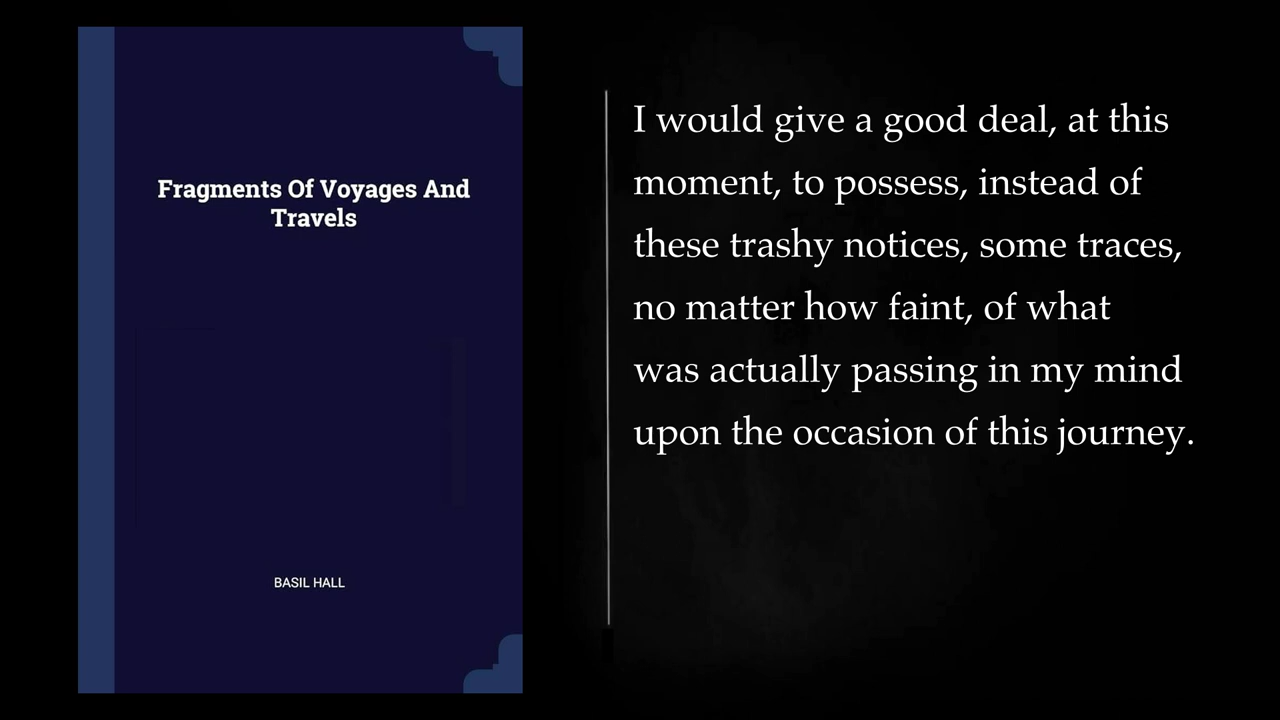 Fragments Of Voyages And
Travels
BASIL HALL
I would give a good deal, at this
moment, to possess, instead of
these trashy notices, some traces,
no matter how faint, of what
was actually passing in my mind
upon the occasion of this journey.